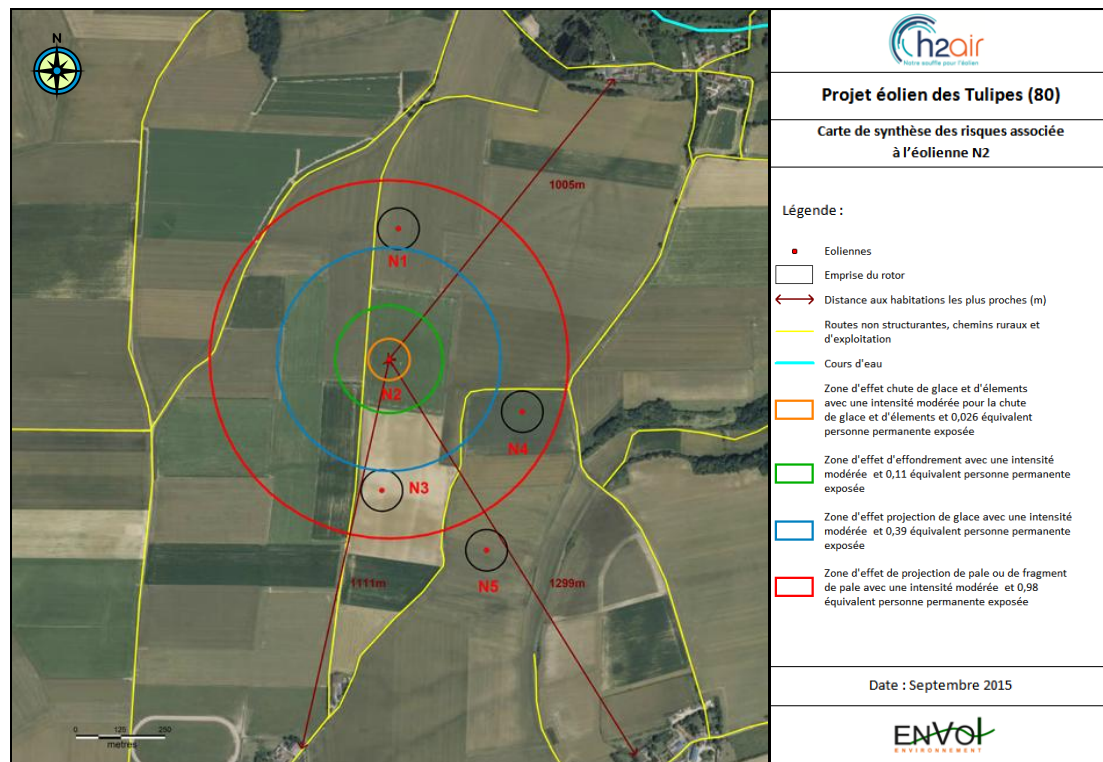 N
1005m
N1
N2
N4
N3
N5
1111m
1299m
0 125 250
metres
h2air
Notre souffle pour l'éolien
Projet éolien des Tulipes (80)
Carte de synthèse des risques associée
à l'éolienne N2
Légende :
Eoliennes
Emprise du rotor
Distance aux habitations les plus proches (m)
Routes non structurantes, chemins ruraux et
d'exploitation
Cours d'eau
Zone d'effet chute de glace et d'élements
avec une intensité modérée pour la chute
de glace et d'élements et 0,026 équivalent
personne permanente exposée
Zone d'effet d'effondrement avec une intensité
modérée et 0,11 équivalent personne permanente
exposée
Zone d'effet projection de glace avec une intensité
modérée et 0,39 équivalent personne permanente
exposée
Zone d'effet de projection de pale ou de fragment
de pale avec une intensité modérée et 0,98
équivalent personne permanente exposée
Date : Septembre 2015
ENVOL
ENVIRONNEMENT